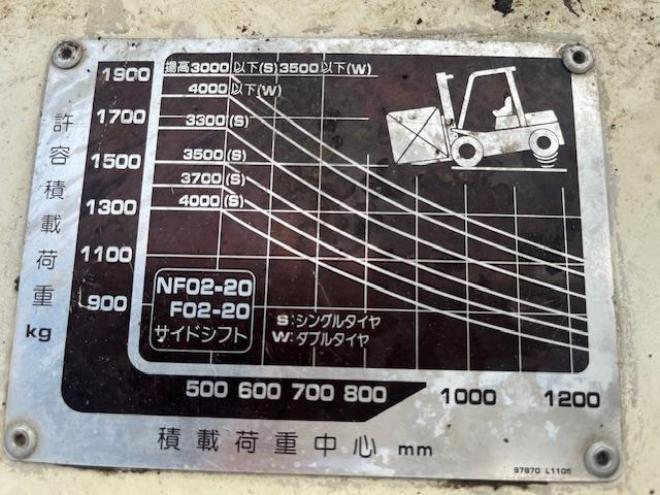 揚高3000以下(S)3500以下(W)
4000以下(W)
3300(S)
3500(S)
3700(S)
4000(S)
1900
1700
1500
1300
1100
900
許容積載荷重
kg
NF02-20
F02-20
サイドシフト
S:シングルタイヤ
W:ダブルタイヤ
500 600 700 800 1000 1200
積載荷重中心 mm
97870 L1105